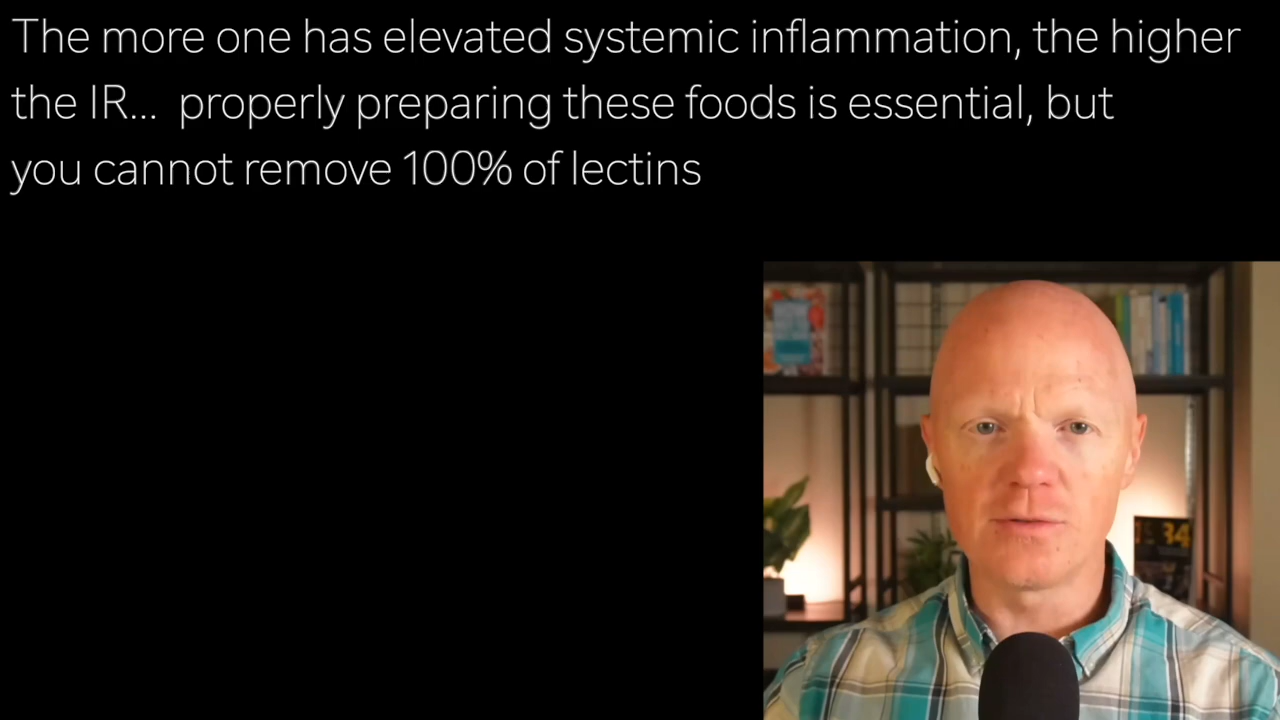 The more one has elevated systemic inflammation, the higher
the IR... properly preparing these foods is essential, but
you cannot remove 100% of lectins
34